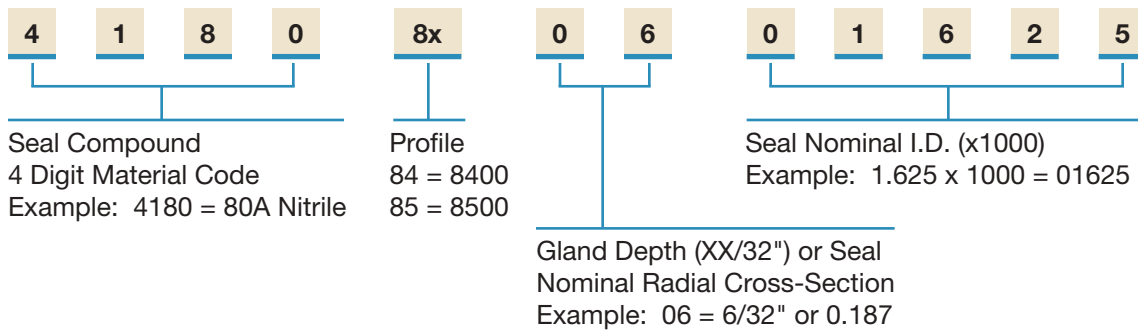 4 1 8 0 8x 0 6 0 1 6 2 5
Seal Compound
4 Digit Material Code
Example: 4180 = 80A Nitrile
Profile
84 = 8400
85 = 8500
Seal Nominal I.D. (x1000)
Example: 1.625 x 1000 = 01625
Gland Depth (XX/32") or Seal
Nominal Radial Cross-Section
Example: 06 = 6/32" or 0.187